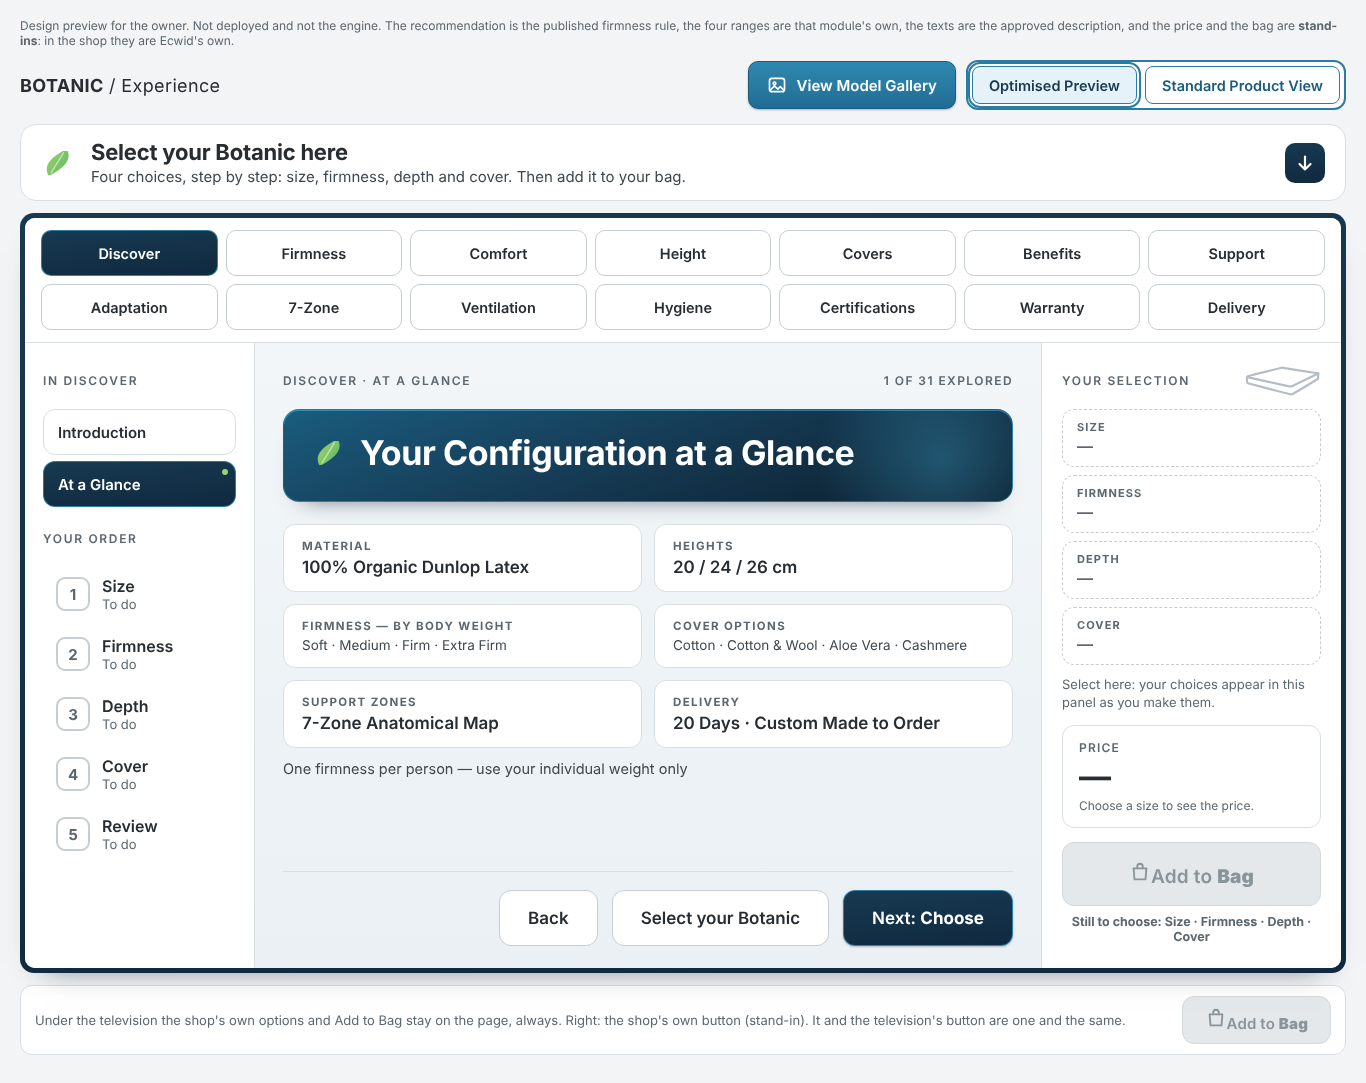 Design preview for the owner. Not deployed and not the engine. The recommendation is the published firmness rule, the four ranges are that module's own, the texts are the approved description, and the price and the bag are stand-
ins: in the shop they are Ecwid's own.
BOTANIC / Experience
View Model Gallery
Optimised Preview
Standard Product View
Select your Botanic here
Four choices, step by step: size, firmness, depth and cover. Then add it to your bag.
Discover
Firmness
Comfort
Height
Covers
Benefits
Support
Adaptation
7-Zone
Ventilation
Hygiene
Certifications
Warranty
Delivery
IN DISCOVER
Introduction
At a Glance
YOUR ORDER
1
Size
To do
2
Firmness
To do
3
Depth
To do
4
Cover
To do
5
Review
To do
DISCOVER · AT A GLANCE
1 OF 31 EXPLORED
Your Configuration at a Glance
MATERIAL
100% Organic Dunlop Latex
HEIGHTS
20 / 24 / 26 cm
FIRMNESS — BY BODY WEIGHT
Soft · Medium · Firm · Extra Firm
COVER OPTIONS
Cotton · Cotton & Wool · Aloe Vera · Cashmere
SUPPORT ZONES
7-Zone Anatomical Map
DELIVERY
20 Days · Custom Made to Order
One firmness per person — use your individual weight only
Back
Select your Botanic
Next: Choose
YOUR SELECTION
SIZE
—
FIRMNESS
—
DEPTH
—
COVER
—
Select here: your choices appear in this
panel as you make them.
PRICE
—
Choose a size to see the price.
Add to Bag
Still to choose: Size · Firmness · Depth ·
Cover
Under the television the shop's own options and Add to Bag stay on the page, always. Right: the shop's own button (stand-in). It and the television's button are one and the same.
Add to Bag